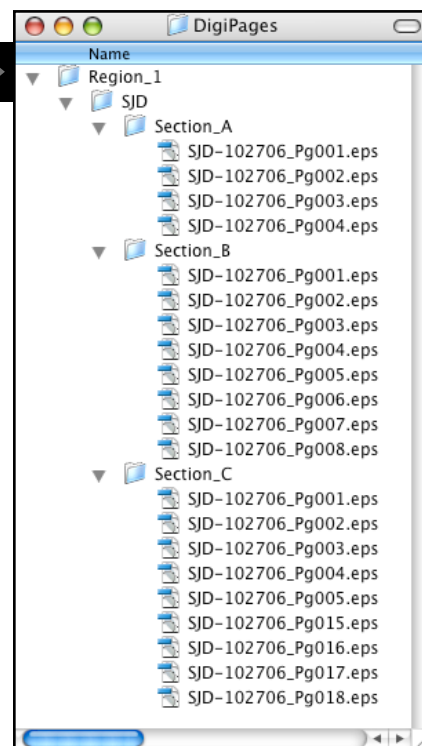 DigiPages
Name
Region_1
SJD
Section_A
SJD-102706_Pg001.eps
SJD-102706_Pg002.eps
SJD-102706_Pg003.eps
SJD-102706_Pg004.eps
Section_B
SJD-102706_Pg001.eps
SJD-102706_Pg002.eps
SJD-102706_Pg003.eps
SJD-102706_Pg004.eps
SJD-102706_Pg005.eps
SJD-102706_Pg006.eps
SJD-102706_Pg007.eps
SJD-102706_Pg008.eps
Section_C
SJD-102706_Pg001.eps
SJD-102706_Pg002.eps
SJD-102706_Pg003.eps
SJD-102706_Pg004.eps
SJD-102706_Pg005.eps
SJD-102706_Pg015.eps
SJD-102706_Pg016.eps
SJD-102706_Pg017.eps
SJD-102706_Pg018.eps